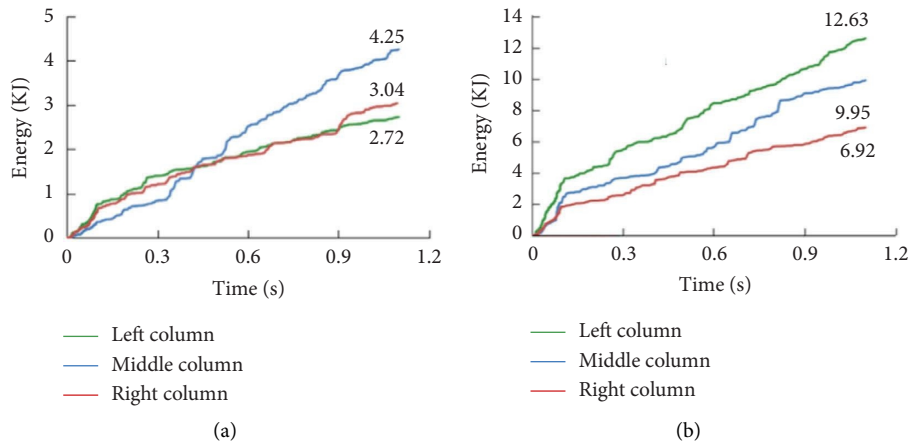 5
4
3
2
1
0
Energy (KJ)
4.25
3.04
2.72
0 0.3 0.6 0.9 1.2
Time (s)
Left column
Middle column
Right column
(a)
14
12
10
8
6
4
2
0
Energy (KJ)
12.63
9.95
6.92
0 0.3 0.6 0.9 1.2
Time (s)
Left column
Middle column
Right column
(b)